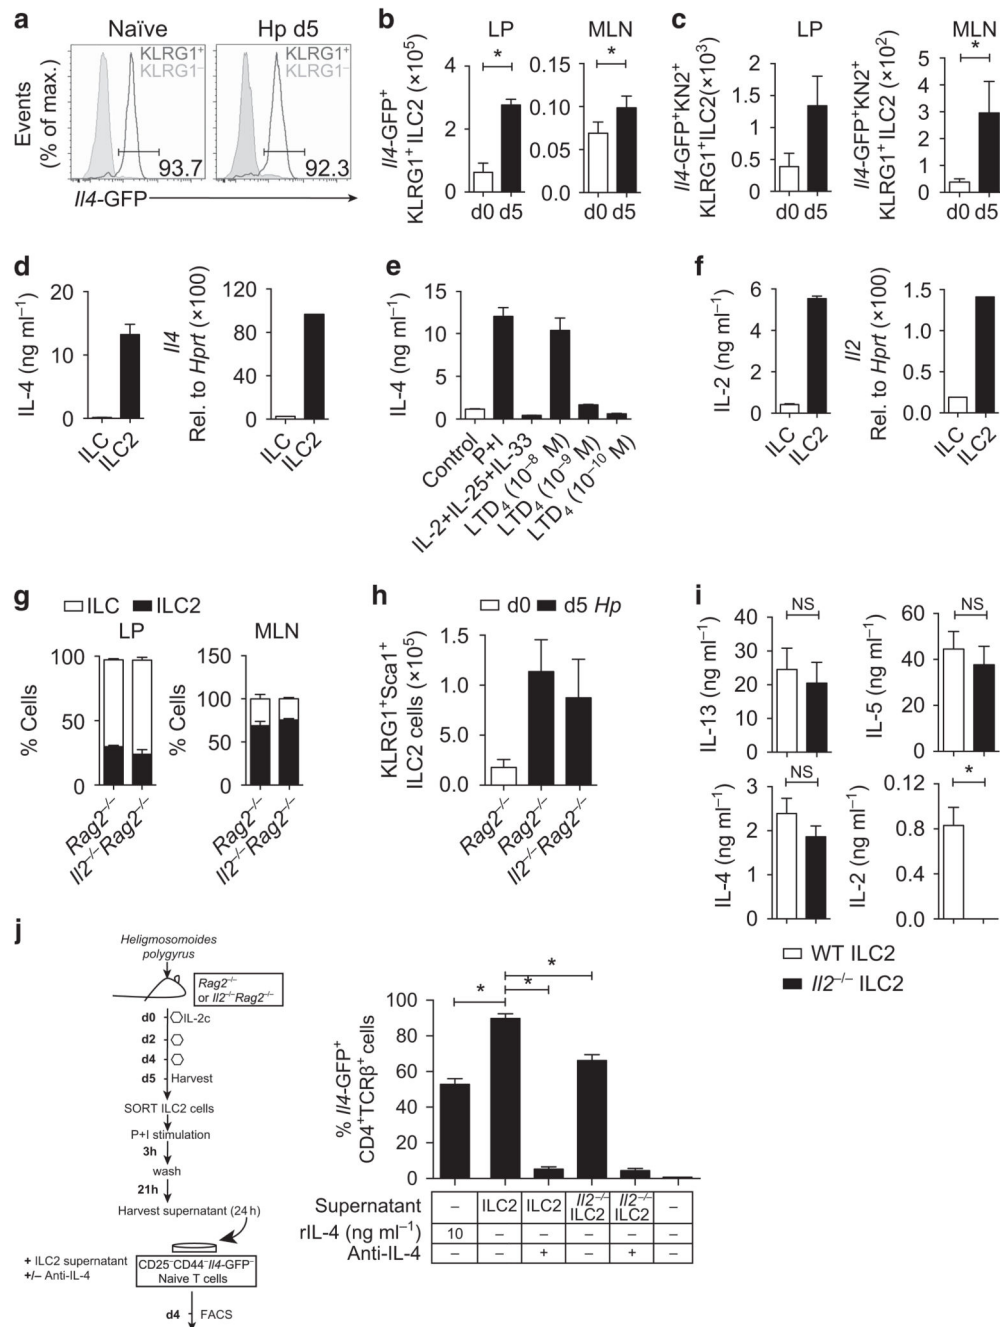 a
Naïve
Hp d5
KLRG1+
KLRG1–
KLRG1+
KLRG1–
Events
(% of max.)
93.7
92.3
Il4-GFP
b
LP
MLN
Il4-GFP+
KLRG1+ILC2 (×10⁵)
4
2
0
*
d0 d5
0.15
0.10
0.05
0.00
*
d0 d5
c
LP
MLN
Il4-GFP+KN2+
KLRG1+ILC2(×10³)
2
1.5
1
0.5
0
d0 d5
Il4-GFP+KN2+
KLRG1+ILC2 (×10²)
5
4
3
2
1
0
*
d0 d5
d
IL-4 (ng ml⁻¹)
20
10
0
ILC
ILC2
Il4
Rel. to Hprt (×100)
120
80
40
0
ILC
ILC2
e
IL-4 (ng ml⁻¹)
15
10
5
0
Control
P+I
IL-2+IL-25+IL-33
LTD₄ (10⁻⁸ M)
LTD₄ (10⁻⁹ M)
LTD₄ (10⁻¹⁰ M)
f
IL-2 (ng ml⁻¹)
6
4
2
0
ILC
ILC2
Il2
Rel. to Hprt (×100)
1.5
1.0
0.5
0.0
ILC
ILC2
g
ILC
ILC2
LP
MLN
% Cells
100
50
0
Rag2–/–
Il2–/–Rag2–/–
% Cells
150
100
50
0
Rag2–/–
Il2–/–Rag2–/–
h
d0
d5 Hp
KLRG1+Sca1+
ILC2 cells (×10⁵)
1.5
1.0
5.0
0.0
Rag2–/–
Rag2–/–
Il2–/–Rag2–/–
i
IL-13 (ng ml⁻¹)
40
30
20
10
0
NS
IL-5 (ng ml⁻¹)
60
40
20
0
NS
IL-4 (ng ml⁻¹)
3
2
1
0
NS
IL-2 (ng ml⁻¹)
0.12
0.8
0.4
0.0
*
WT ILC2
Il2–/– ILC2
j
Heligmosomoides
polygyrus
Rag2–/–
or Il2–/–Rag2–/–
d0 IL-2c
d2
d4
d5 Harvest
SORT ILC2 cells
P+I stimulation
3h
wash
21h
Harvest supernatant (24 h)
+ ILC2 supernatant
+/– Anti-IL-4
CD25–CD44–Il4-GFP–
Naive T cells
d4 FACS
% Il4-GFP+
CD4+TCRβ+ cells
100
80
60
40
20
0
*
*
*
Supernatant – ILC2 ILC2 Il2–/– ILC2 Il2–/– ILC2 –
rIL-4 (ng ml⁻¹) 10 – – – – –
Anti-IL-4 – – + – + –